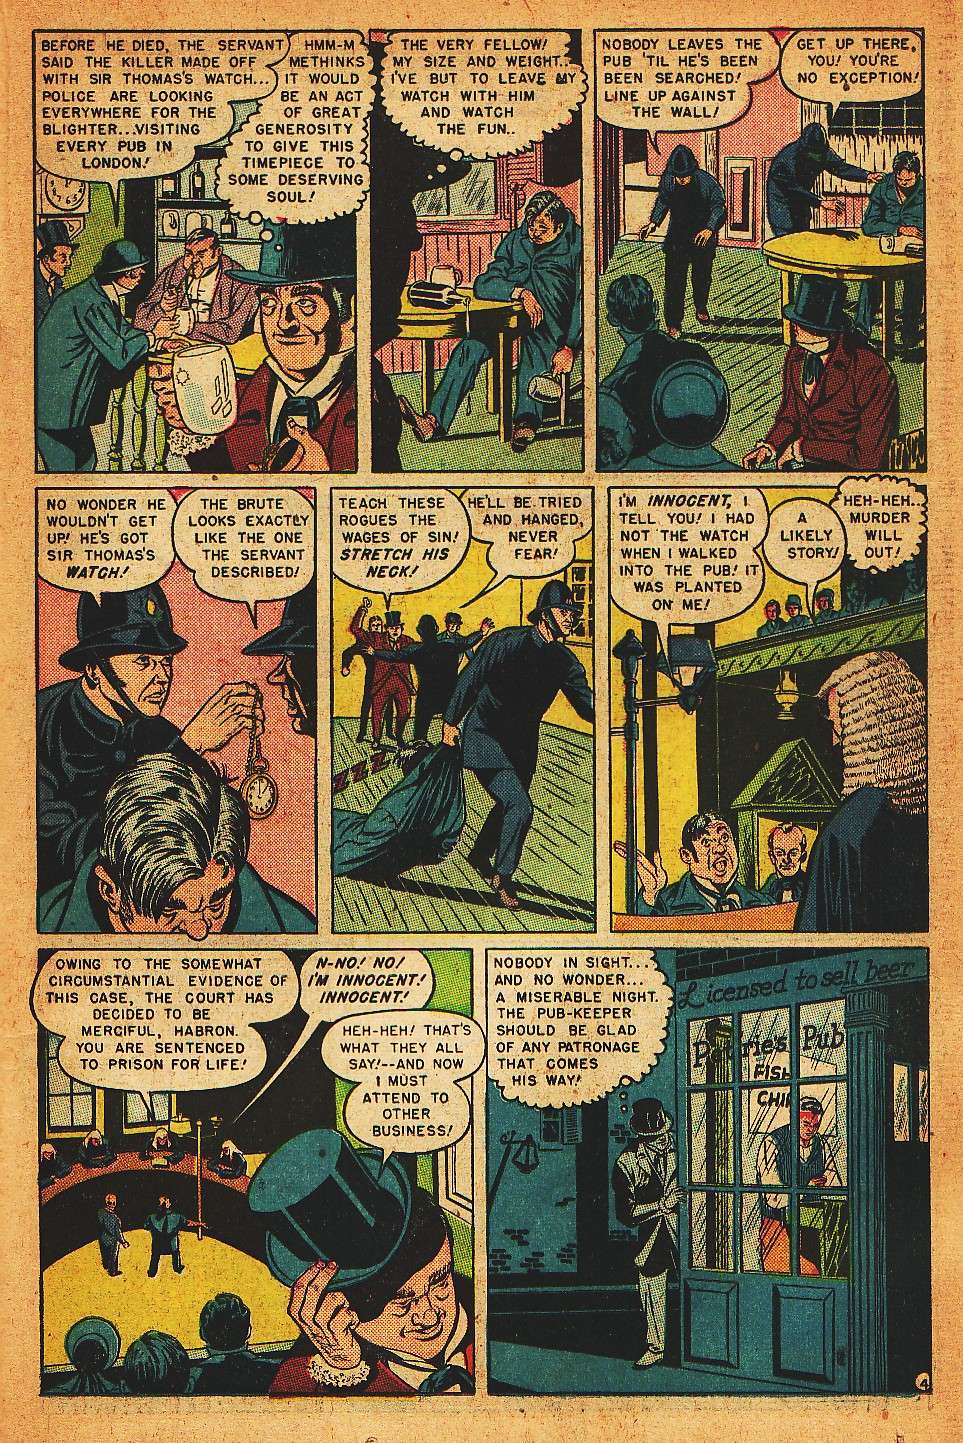 BEFORE HE DIED, THE SERVANT
SAID THE KILLER MADE OFF
WITH SIR THOMAS'S WATCH...
POLICE ARE LOOKING
EVERYWHERE FOR THE
BLIGHTER...VISITING
EVERY PUB IN
LONDON!
HMM-M
METHINKS
IT WOULD
BE AN ACT
OF GREAT
GENEROSITY
TO GIVE THIS
TIMEPIECE TO
SOME DESERVING
SOUL!
THE VERY FELLOW!
MY SIZE AND WEIGHT..
I'VE BUT TO LEAVE MY
WATCH WITH HIM
AND WATCH
THE FUN..
NOBODY LEAVES THE
PUB 'TIL HE'S BEEN
BEEN SEARCHED!
LINE UP AGAINST
THE WALL!
GET UP THERE,
YOU! YOU'RE
NO EXCEPTION!
NO WONDER HE
WOULDN'T GET
UP! HE'S GOT
SIR THOMAS'S
WATCH!
THE BRUTE
LOOKS EXACTLY
LIKE THE ONE
THE SERVANT
DESCRIBED!
TEACH THESE
ROGUES THE
WAGES OF SIN!
STRETCH HIS
NECK!
HE'LL BE TRIED
AND HANGED,
NEVER
FEAR!
I'M INNOCENT, I
TELL YOU! I HAD
NOT THE WATCH
WHEN I WALKED
INTO THE PUB! IT
WAS PLANTED
ON ME!
A
LIKELY
STORY!
HEH-HEH..
MURDER
WILL
OUT!
OWING TO THE SOMEWHAT
CIRCUMSTANTIAL EVIDENCE OF
THIS CASE, THE COURT HAS
DECIDED TO BE
MERCIFUL, HABRON.
YOU ARE SENTENCED
TO PRISON FOR LIFE!
N-NO! NO!
I'M INNOCENT!
INNOCENT!
HEH-HEH! THAT'S
WHAT THEY ALL
SAY!--AND NOW
I MUST
ATTEND TO
OTHER
BUSINESS!
NOBODY IN SIGHT...
AND NO WONDER...
A MISERABLE NIGHT.
THE PUB-KEEPER
SHOULD BE GLAD
OF ANY PATRONAGE
THAT COMES
HIS WAY!
Licensed to sell beer
Pub
FISH
CHI
4